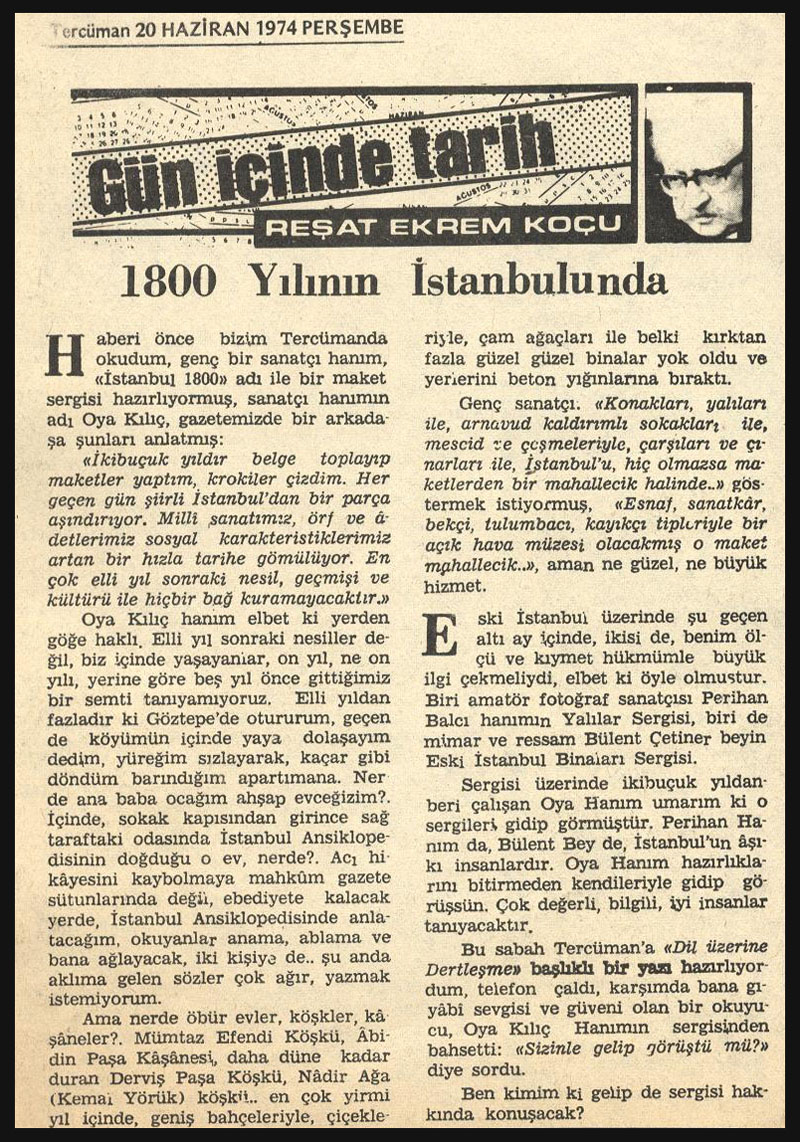 Tercüman 20 HAZİRAN 1974 PERŞEMBE
AĞUSTOS
HAZİRAN
Gün içinde tarih
AĞUSTOS
REŞAT EKREM KOÇU
1800 Yılının İstanbulunda
Haberi önce bizim Tercümanda
okudum, genç bir sanatçı hanım,
«İstanbul 1800» adı ile bir maket
sergisi hazırlıyormuş, sanatçı hanımın
adı Oya Kılıç, gazetemizde bir arkada-
şa şunları anlatmış:
«İkibuçuk yıldır belge toplayıp
maketler yaptım, krokiler çizdim. Her
geçen gün şiirli İstanbul'dan bir parça
aşındırıyor. Milli sanatımız, örf ve â-
detlerimiz sosyal karakteristiklerimiz
artan bir hızla tarihe gömülüyor. En
çok elli yıl sonraki nesil, geçmişi ve
kültürü ile hiçbir bağ kuramayacaktır.»
Oya Kılıç hanım elbet ki yerden
göğe haklı. Elli yıl sonraki nesiller de-
ğil, biz içinde yaşayanlar, on yıl, ne on
yılı, yerine göre beş yıl önce gittiğimiz
bir semti tanıyamıyoruz. Elli yıldan
fazladır ki Göztepe'de otururum, geçen
de köyümün içinde yaya dolaşayım
dedim, yüreğim sızlayarak, kaçar gibi
döndüm barındığım apartımana. Ner
de ana baba ocağım ahşap evceğizim?.
İçinde, sokak kapısından girince sağ
taraftaki odasında İstanbul Ansiklope-
disinin doğduğu o ev, nerde?. Acı hi-
kâyesini kaybolmaya mahkûm gazete
sütunlarında değil, ebediyete kalacak
yerde, İstanbul Ansiklopedisinde anla-
tacağım, okuyanlar anama, ablama ve
bana ağlayacak, iki kişiye de.. şu anda
aklıma gelen sözler çok ağır, yazmak
istemiyorum.
Ama nerde öbür evler, köşkler, kâ-
şâneler?. Mümtaz Efendi Köşkü, Âbi-
din Paşa Kâşânesi, daha düne kadar
duran Derviş Paşa Köşkü, Nâdir Ağa
(Kemal Yörük) köşkü.. en çok yirmi
yıl içinde, geniş bahçeleriyle, çiçekle-
riyle, çam ağaçları ile belki kırktan
fazla güzel güzel binalar yok oldu ve
yerlerini beton yığınlarına bıraktı.
Genç sanatçı. «Konakları, yalıları
ile, arnavud kaldırımlı sokakları ile,
mescid ve çeşmeleriyle, çarşıları ve çı-
narları ile, İstanbul'u, hiç olmazsa ma-
ketlerden bir mahallecik halinde..» gös-
termek istiyormuş, «Esnaf, sanatkâr,
bekçi, tulumbacı, kayıkçı tipleriyle bir
açık hava müzesi olacakmış o maket
mahallecik..», aman ne güzel, ne büyük
hizmet.
Eski İstanbul üzerinde şu geçen
altı ay içinde, ikisi de, benim öl-
çü ve kıymet hükmümle büyük
ilgi çekmeliydi, elbet ki öyle olmuştur.
Biri amatör fotoğraf sanatçısı Perihan
Balcı hanımın Yalılar Sergisi, biri de
mimar ve ressam Bülent Çetiner beyin
Eski İstanbul Binaları Sergisi.
Sergisi üzerinde ikibuçuk yıldan-
beri çalışan Oya Hanım umarım ki o
sergileri gidip görmüştür. Perihan Ha-
nım da, Bülent Bey de, İstanbul'un âşı-
kı insanlardır. Oya Hanım hazırlıkla-
rını bitirmeden kendileriyle gidip gö-
rüşsün. Çok değerli, bilgili, iyi insanlar
tanıyacaktır.
Bu sabah Tercüman'a «Dil üzerine
Dertleşme» başlıklı bir yazı hazırlıyor-
dum, telefon çaldı, karşımda bana gı-
yâbi sevgisi ve güveni olan bir okuyu-
cu, Oya Kılıç Hanımın sergisinden
bahsetti: «Sizinle gelip görüştü mü?»
diye sordu.
Ben kimim ki gelip de sergisi hak-
kında konuşacak?